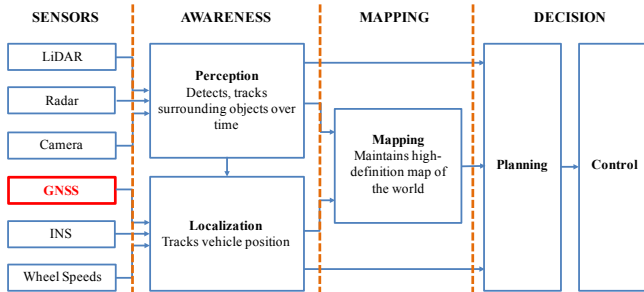 SENSORS
AWARENESS
MAPPING
DECISION
LiDAR
Radar
Camera
GNSS
INS
Wheel Speeds
Perception
Detects, tracks
surrounding objects over
time
Localization
Tracks vehicle position
Mapping
Maintains high-
definition map of
the world
Planning
Control